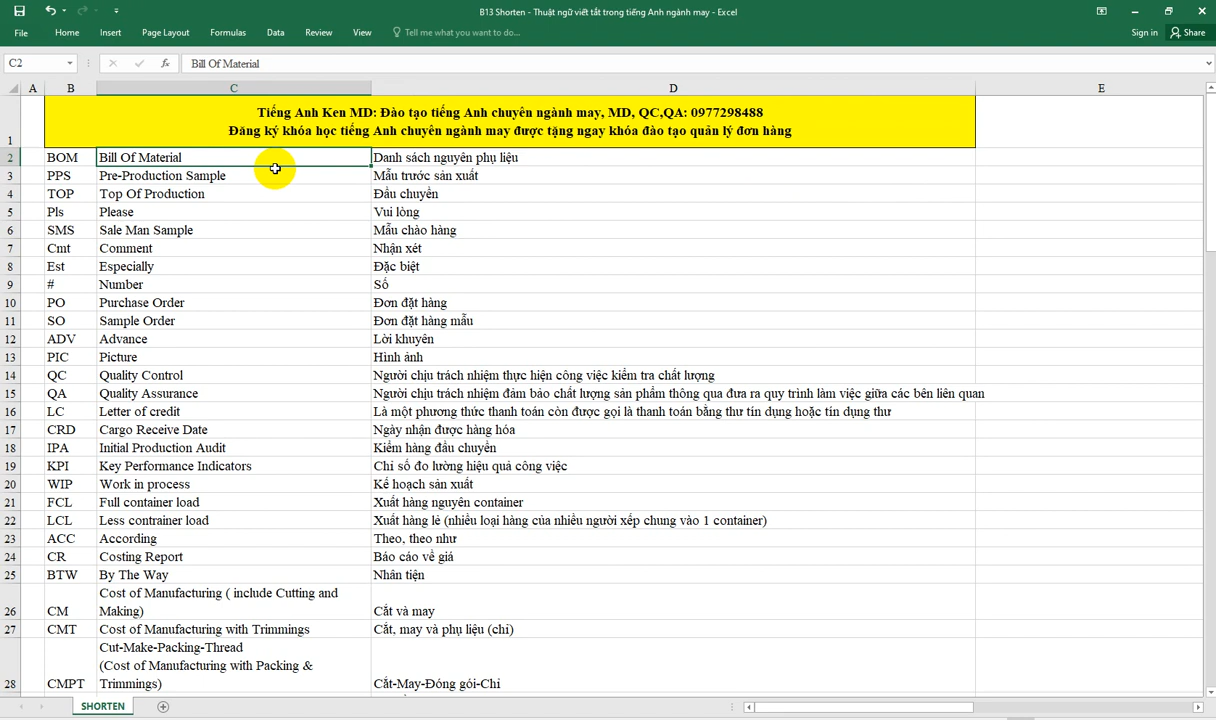 B13 Shorten - Thuật ngữ viết tắt trong tiếng Anh ngành may - Excel
File Home Insert Page Layout Formulas Data Review View Tell me what you want to do... Sign in Share
C2 fx Bill Of Material
A B C D E
1 Tiếng Anh Ken MD: Đào tạo tiếng Anh chuyên ngành may, MD, QC,QA: 0977298488
Đăng ký khóa học tiếng Anh chuyên ngành may được tặng ngay khóa đào tạo quản lý đơn hàng
2 BOM Bill Of Material Danh sách nguyên phụ liệu
3 PPS Pre-Production Sample Mẫu trước sản xuất
4 TOP Top Of Production Đầu chuyền
5 Pls Please Vui lòng
6 SMS Sale Man Sample Mẫu chào hàng
7 Cmt Comment Nhận xét
8 Est Especially Đặc biệt
9 # Number Số
10 PO Purchase Order Đơn đặt hàng
11 SO Sample Order Đơn đặt hàng mẫu
12 ADV Advance Lời khuyên
13 PIC Picture Hình ảnh
14 QC Quality Control Người chịu trách nhiệm thực hiện công việc kiểm tra chất lượng
15 QA Quality Assurance Người chịu trách nhiệm đảm bảo chất lượng sản phẩm thông qua đưa ra quy trình làm việc giữa các bên liên quan
16 LC Letter of credit Là một phương thức thanh toán còn được gọi là thanh toán bằng thư tín dụng hoặc tín dụng thư
17 CRD Cargo Receive Date Ngày nhận được hàng hóa
18 IPA Initial Production Audit Kiểm hàng đầu chuyền
19 KPI Key Performance Indicators Chỉ số đo lường hiệu quả công việc
20 WIP Work in process Kế hoạch sản xuất
21 FCL Full container load Xuất hàng nguyên container
22 LCL Less contrainer load Xuất hàng lẻ (nhiều loại hàng của nhiều người xếp chung vào 1 container)
23 ACC According Theo, theo như
24 CR Costing Report Báo cáo về giá
25 BTW By The Way Nhân tiện
Cost of Manufacturing ( include Cutting and
26 CM Making) Cắt và may
27 CMT Cost of Manufacturing with Trimmings Cắt, may và phụ liệu (chỉ)
Cut-Make-Packing-Thread
(Cost of Manufacturing with Packing &
28 CMPT Trimmings) Cắt-May-Đóng gói-Chỉ
SHORTEN